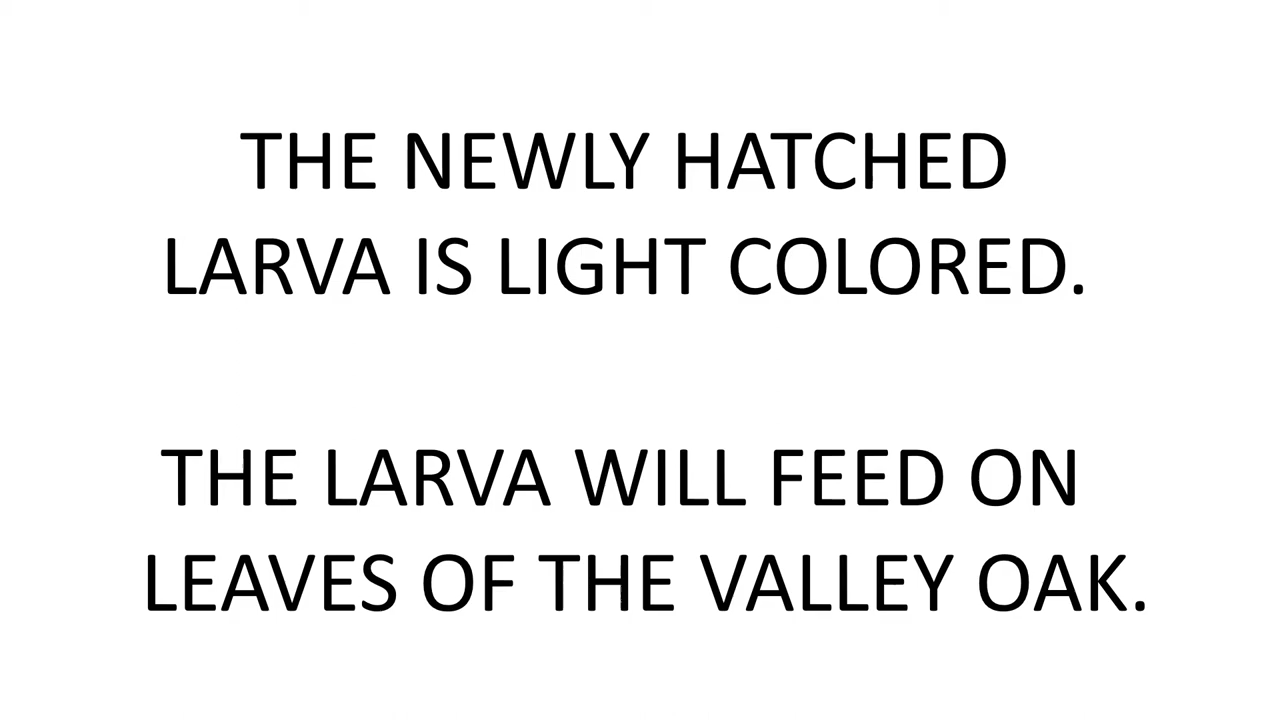 THE NEWLY HATCHED
LARVA IS LIGHT COLORED.
THE LARVA WILL FEED ON
LEAVES OF THE VALLEY OAK.